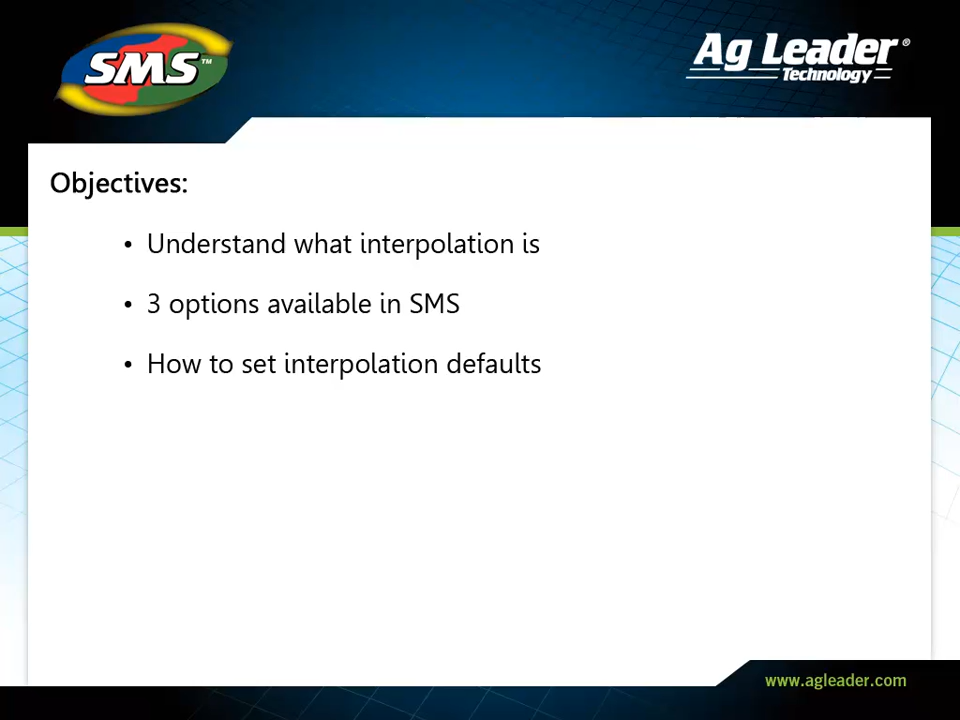 SMS™
Ag Leader®
Technology
Objectives:
• Understand what interpolation is
• 3 options available in SMS
• How to set interpolation defaults
www.agleader.com